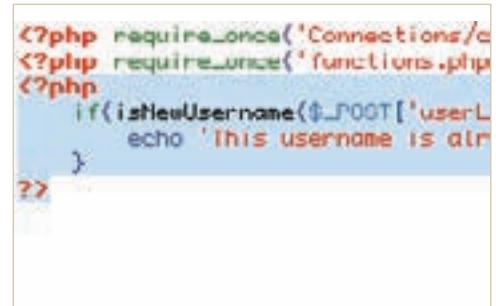 <?php require_once('Connections/c
<?php require_once('functions.php
<?php
if(isNewUsername($_POST['userL
echo 'This username is alr
}
?>